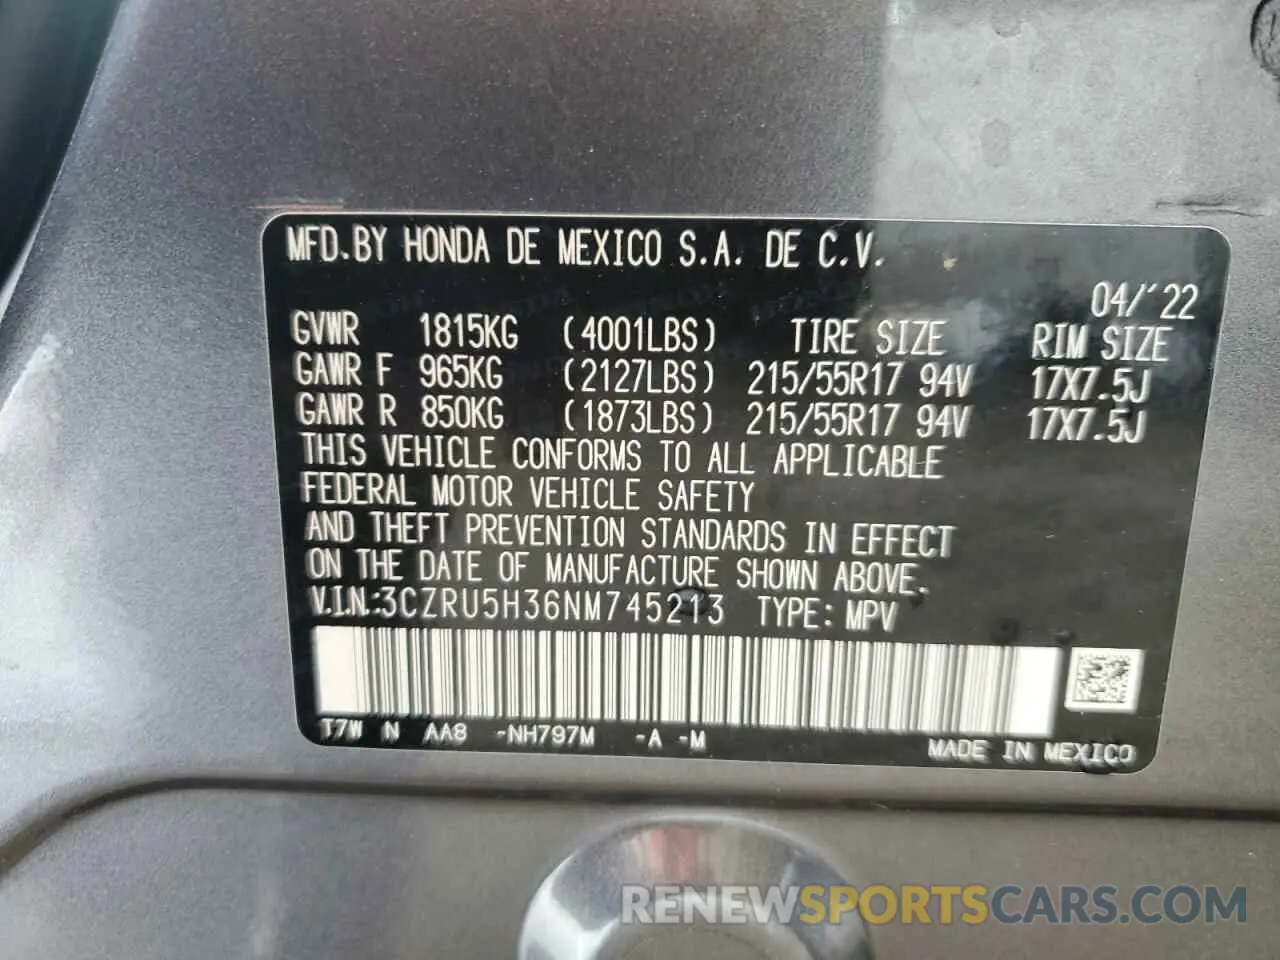 MFD.BY HONDA DE MEXICO S.A. DE C.V.
04/'22
GVWR 1815KG (4001LBS) TIRE SIZE RIM SIZE
GAWR F 965KG (2127LBS) 215/55R17 94V 17X7.5J
GAWR R 850KG (1873LBS) 215/55R17 94V 17X7.5J
THIS VEHICLE CONFORMS TO ALL APPLICABLE
FEDERAL MOTOR VEHICLE SAFETY
AND THEFT PREVENTION STANDARDS IN EFFECT
ON THE DATE OF MANUFACTURE SHOWN ABOVE.
V.I.N.:3CZRU5H36NM745213 TYPE: MPV
T7W N AA8 -NH797M -A -M
MADE IN MEXICO
RENEWSPORTSCARS.COM